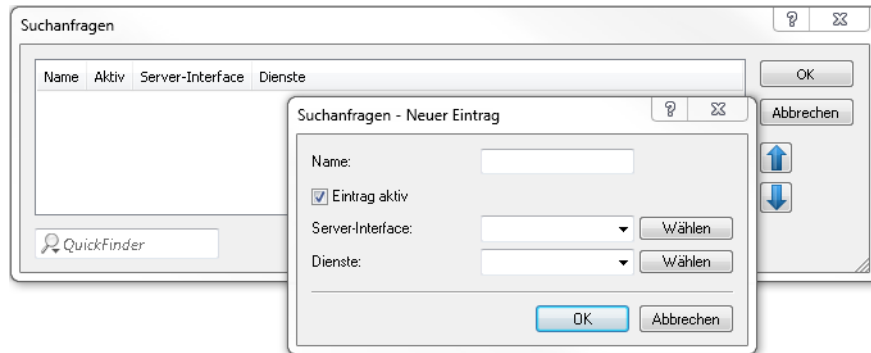 Suchanfragen
Name Aktiv Server-Interface Dienste
OK
Abbrechen
QuickFinder
Suchanfragen - Neuer Eintrag
Name:
Eintrag aktiv
Server-Interface: Wählen
Dienste: Wählen
OK Abbrechen